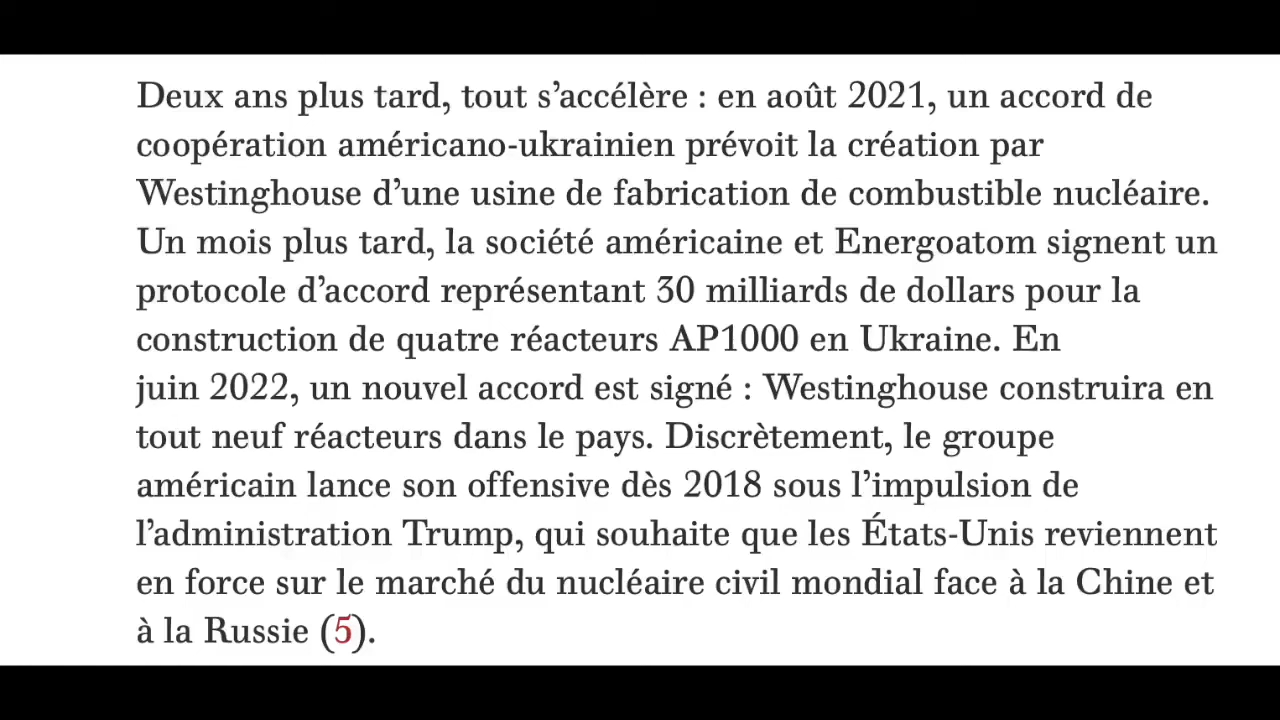 Deux ans plus tard, tout s’accélère : en août 2021, un accord de
coopération américano-ukrainien prévoit la création par
Westinghouse d’une usine de fabrication de combustible nucléaire.
Un mois plus tard, la société américaine et Energoatom signent un
protocole d’accord représentant 30 milliards de dollars pour la
construction de quatre réacteurs AP1000 en Ukraine. En
juin 2022, un nouvel accord est signé : Westinghouse construira en
tout neuf réacteurs dans le pays. Discrètement, le groupe
américain lance son offensive dès 2018 sous l’impulsion de
l’administration Trump, qui souhaite que les États-Unis reviennent
en force sur le marché du nucléaire civil mondial face à la Chine et
à la Russie (5).